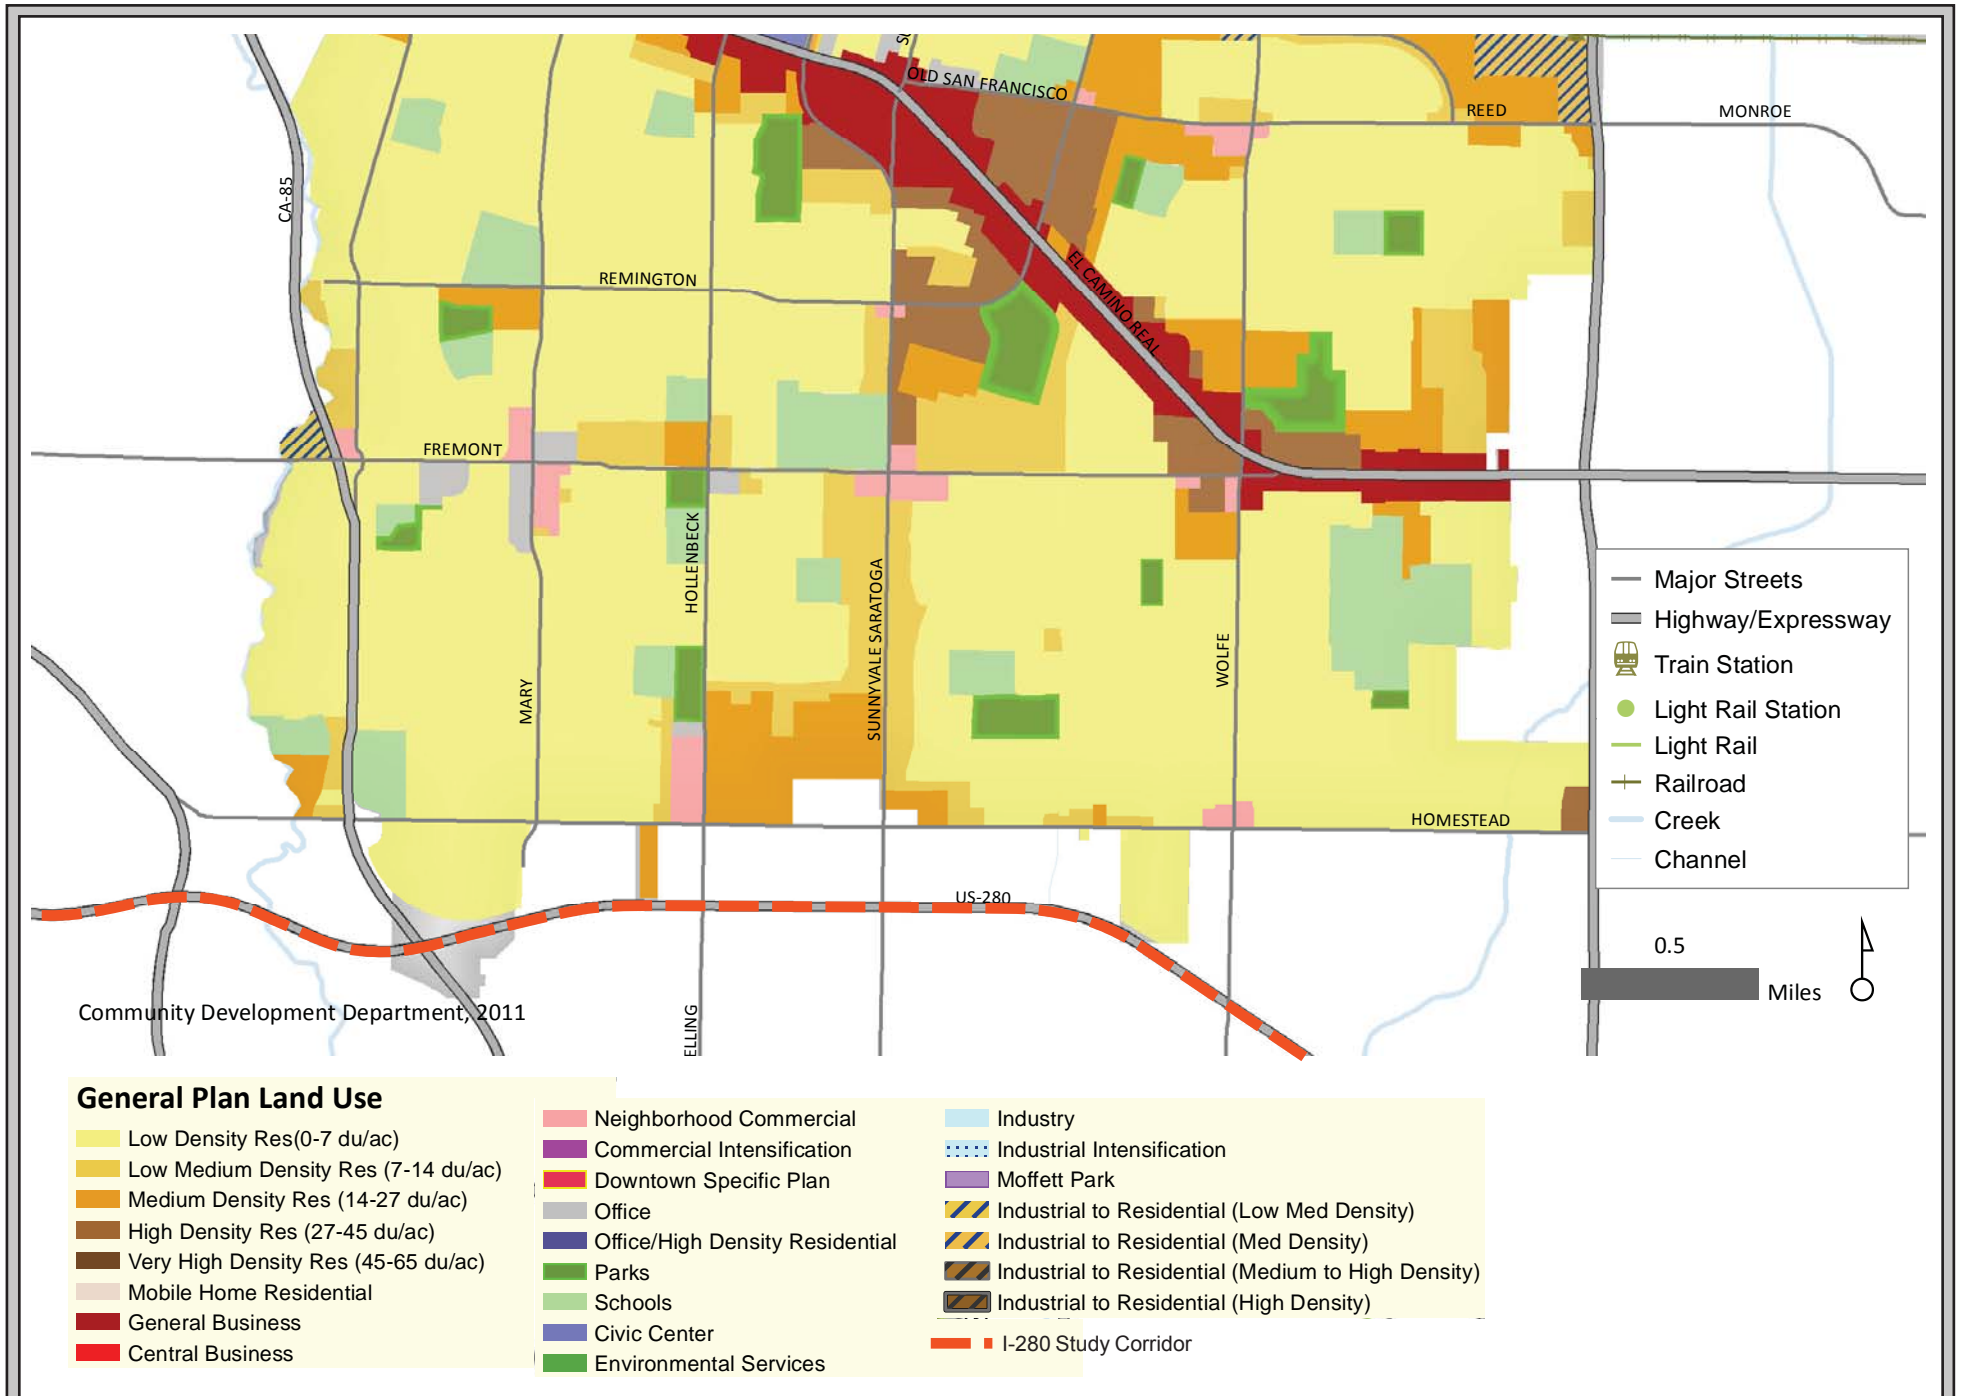 OLD SAN FRANCISCO
REED
MONROE
CA-85
REMINGTON
EL CAMINO REAL
FREMONT
HOLLENBECK
SUNNYVALE SARATOGA
WOLFE
MARY
HOMESTEAD
US-280
ELLING
Major Streets
Highway/Expressway
Train Station
Light Rail Station
Light Rail
Railroad
Creek
Channel
0.5
Miles
Community Development Department, 2011
General Plan Land Use
Low Density Res(0-7 du/ac)
Low Medium Density Res (7-14 du/ac)
Medium Density Res (14-27 du/ac)
High Density Res (27-45 du/ac)
Very High Density Res (45-65 du/ac)
Mobile Home Residential
General Business
Central Business
Neighborhood Commercial
Commercial Intensification
Downtown Specific Plan
Office
Office/High Density Residential
Parks
Schools
Civic Center
Environmental Services
Industry
Industrial Intensification
Moffett Park
Industrial to Residential (Low Med Density)
Industrial to Residential (Med Density)
Industrial to Residential (Medium to High Density)
Industrial to Residential (High Density)
I-280 Study Corridor